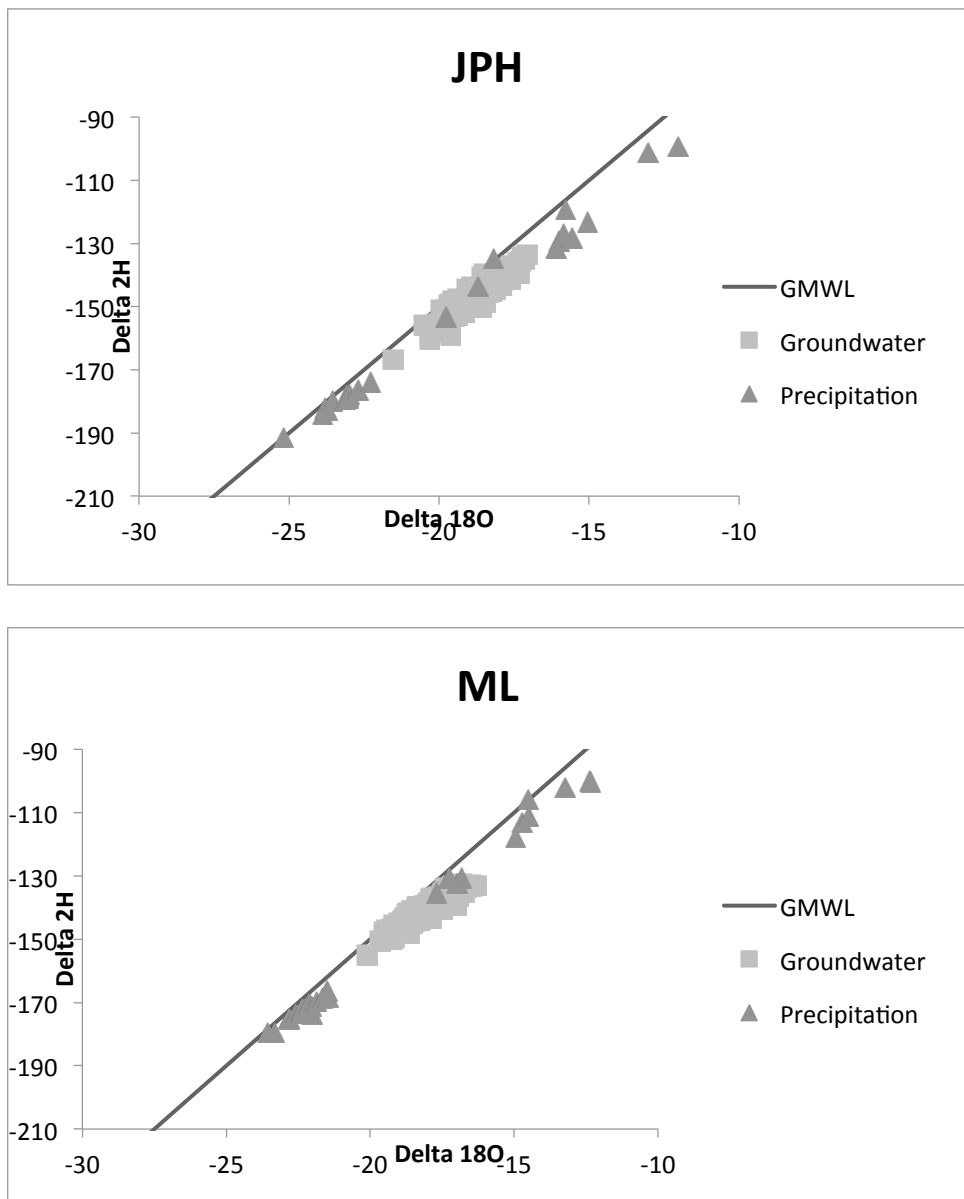 JPH
-90
-110
-130
-150
-170
-190
-210
Delta 2H
-30
-25
-20
-15
-10
Delta 18O
GMWL
Groundwater
Precipitation
ML
-90
-110
-130
-150
-170
-190
-210
Delta 2H
-30
-25
-20
-15
-10
Delta 18O
GMWL
Groundwater
Precipitation